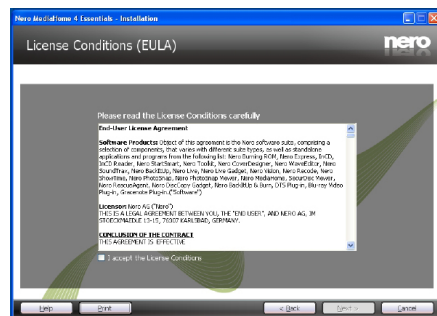 Nero MediaHome 4 Essentials - Installation
License Conditions (EULA)
nero
Please read the License Conditions carefully
End-User License Agreement
Software Products: Object of this agreement is the Nero software suite, comprising a
selection of components, that varies with different suite types, as well as standalone
applications and programs from the following list: Nero Burning ROM, Nero Express, InCD,
InCD Reader, Nero StartSmart, Nero Toolkit, Nero CoverDesigner, Nero WaveEditor, Nero
SoundTrax, Nero BackItUp, Nero Live, Nero Live Gadget, Nero Vision, Nero Recode, Nero
ShowTime, Nero PhotoSnap, Nero PhotoSnap Viewer, Nero MediaHome, SecurDisc Viewer,
Nero RescueAgent, Nero DiscCopy Gadget, Nero BackItUp & Burn, DTS Plug-in, Blu-ray Video
Plug-in, Gracenote Plug-in.("Software")
Licensor: Nero AG ("Nero")
THIS IS A LEGAL AGREEMENT BETWEEN YOU, THE "END USER", AND NERO AG, IM
STOECKMAEDLE 13-15, 76307 KARLSBAD, GERMANY.
CONCLUSION OF THE CONTRACT
THIS AGREEMENT IS EFFECTIVE
I accept the License Conditions
Help
Print
< Back
Next >
Cancel